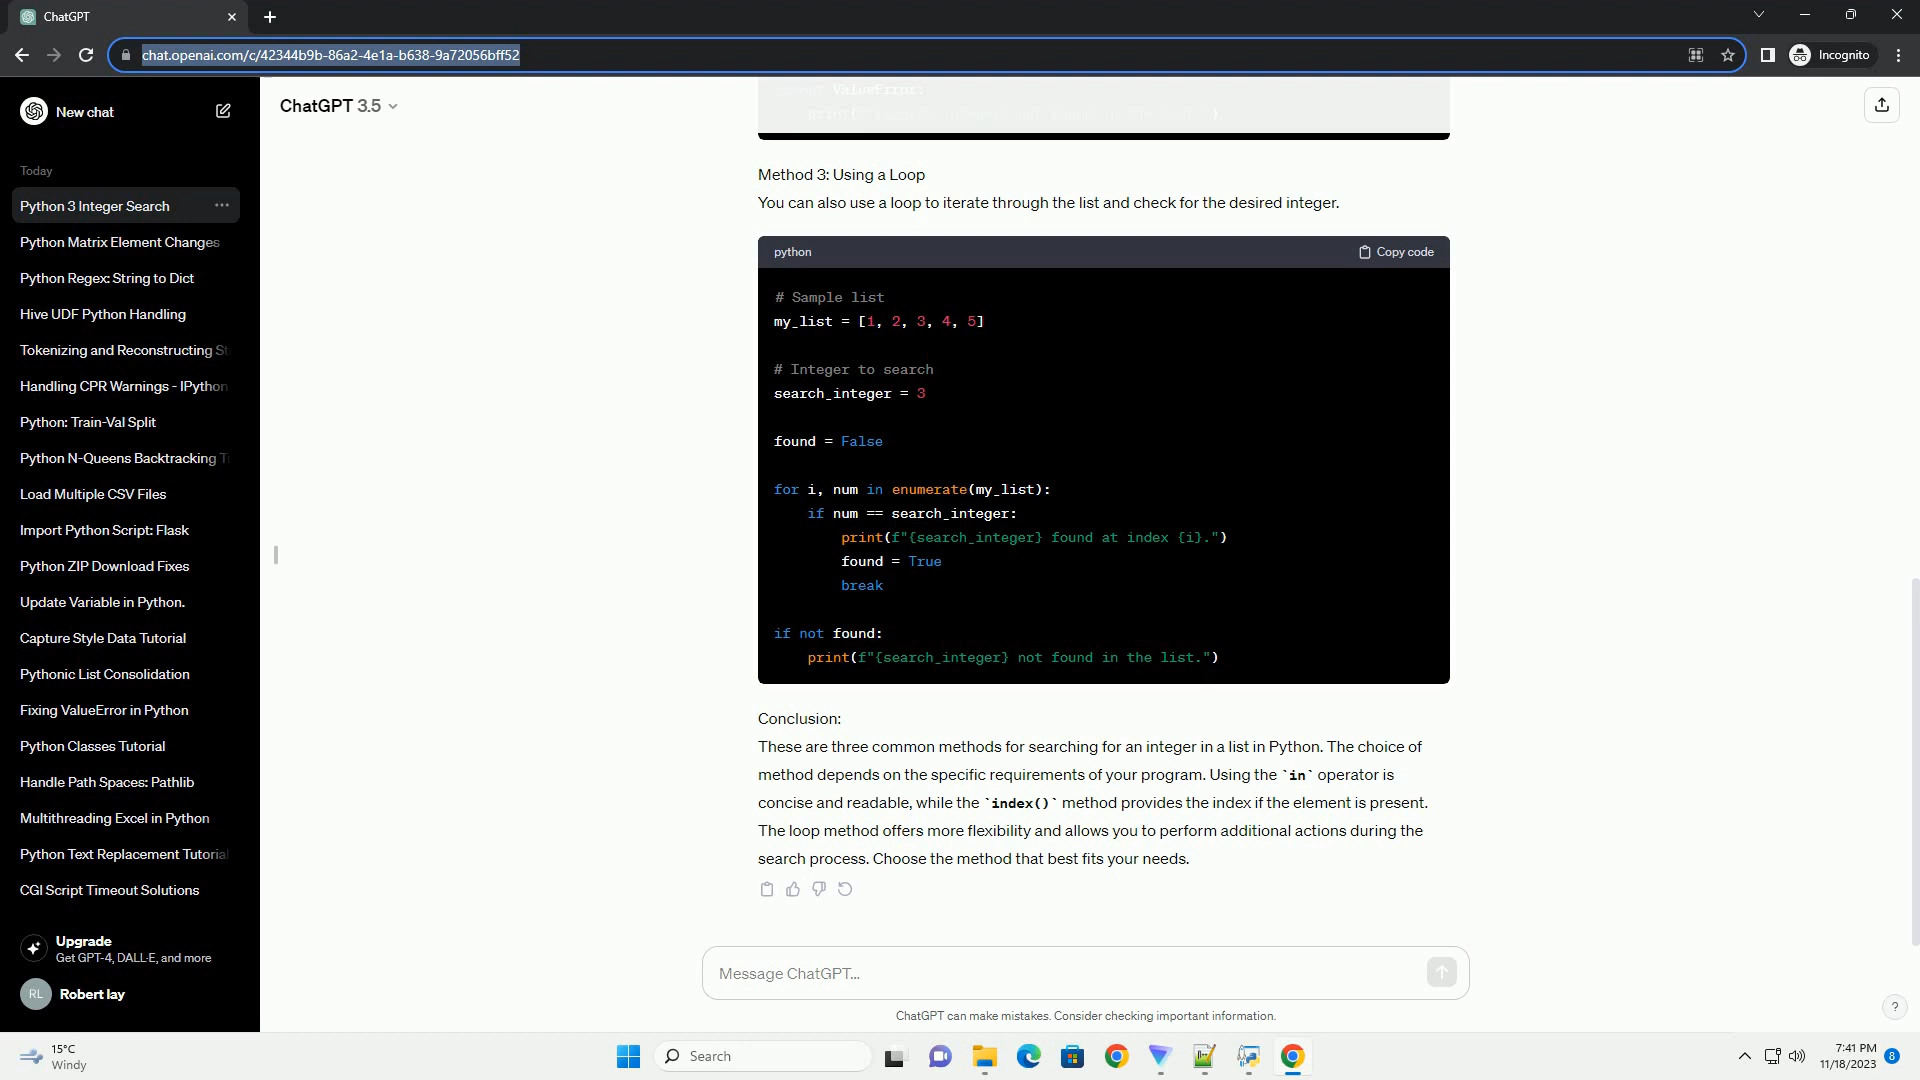 ChatGPT
chat.openai.com/c/42344b9b-86a2-4e1a-b638-9a72056bff52
Incognito
New chat
Today
Python 3 Integer Search
Python Matrix Element Changes
Python Regex: String to Dict
Hive UDF Python Handling
Tokenizing and Reconstructing
Handling CPR Warnings - IPython
Python: Train-Val Split
Python N-Queens Backtracking
Load Multiple CSV Files
Import Python Script: Flask
Python ZIP Download Fixes
Update Variable in Python.
Capture Style Data Tutorial
Pythonic List Consolidation
Fixing ValueError in Python
Python Classes Tutorial
Handle Path Spaces: Pathlib
Multithreading Excel in Python
Python Text Replacement Tutorial
CGI Script Timeout Solutions
Upgrade
Get GPT-4, DALL·E, and more
RL
Robert lay
ChatGPT 3.5
ValueError:
Method 3: Using a Loop
You can also use a loop to iterate through the list and check for the desired integer.
python
Copy code
# Sample list
my_list = [1, 2, 3, 4, 5]
# Integer to search
search_integer = 3
found = False
for i, num in enumerate(my_list):
if num == search_integer:
print(f"{search_integer} found at index {i}.")
found = True
break
if not found:
print(f"{search_integer} not found in the list.")
Conclusion:
These are three common methods for searching for an integer in a list in Python. The choice of
method depends on the specific requirements of your program. Using the `in` operator is
concise and readable, while the `index()` method provides the index if the element is present.
The loop method offers more flexibility and allows you to perform additional actions during the
search process. Choose the method that best fits your needs.
Message ChatGPT...
ChatGPT can make mistakes. Consider checking important information.
?
15°C
Windy
Search
7:41 PM
11/18/2023
8